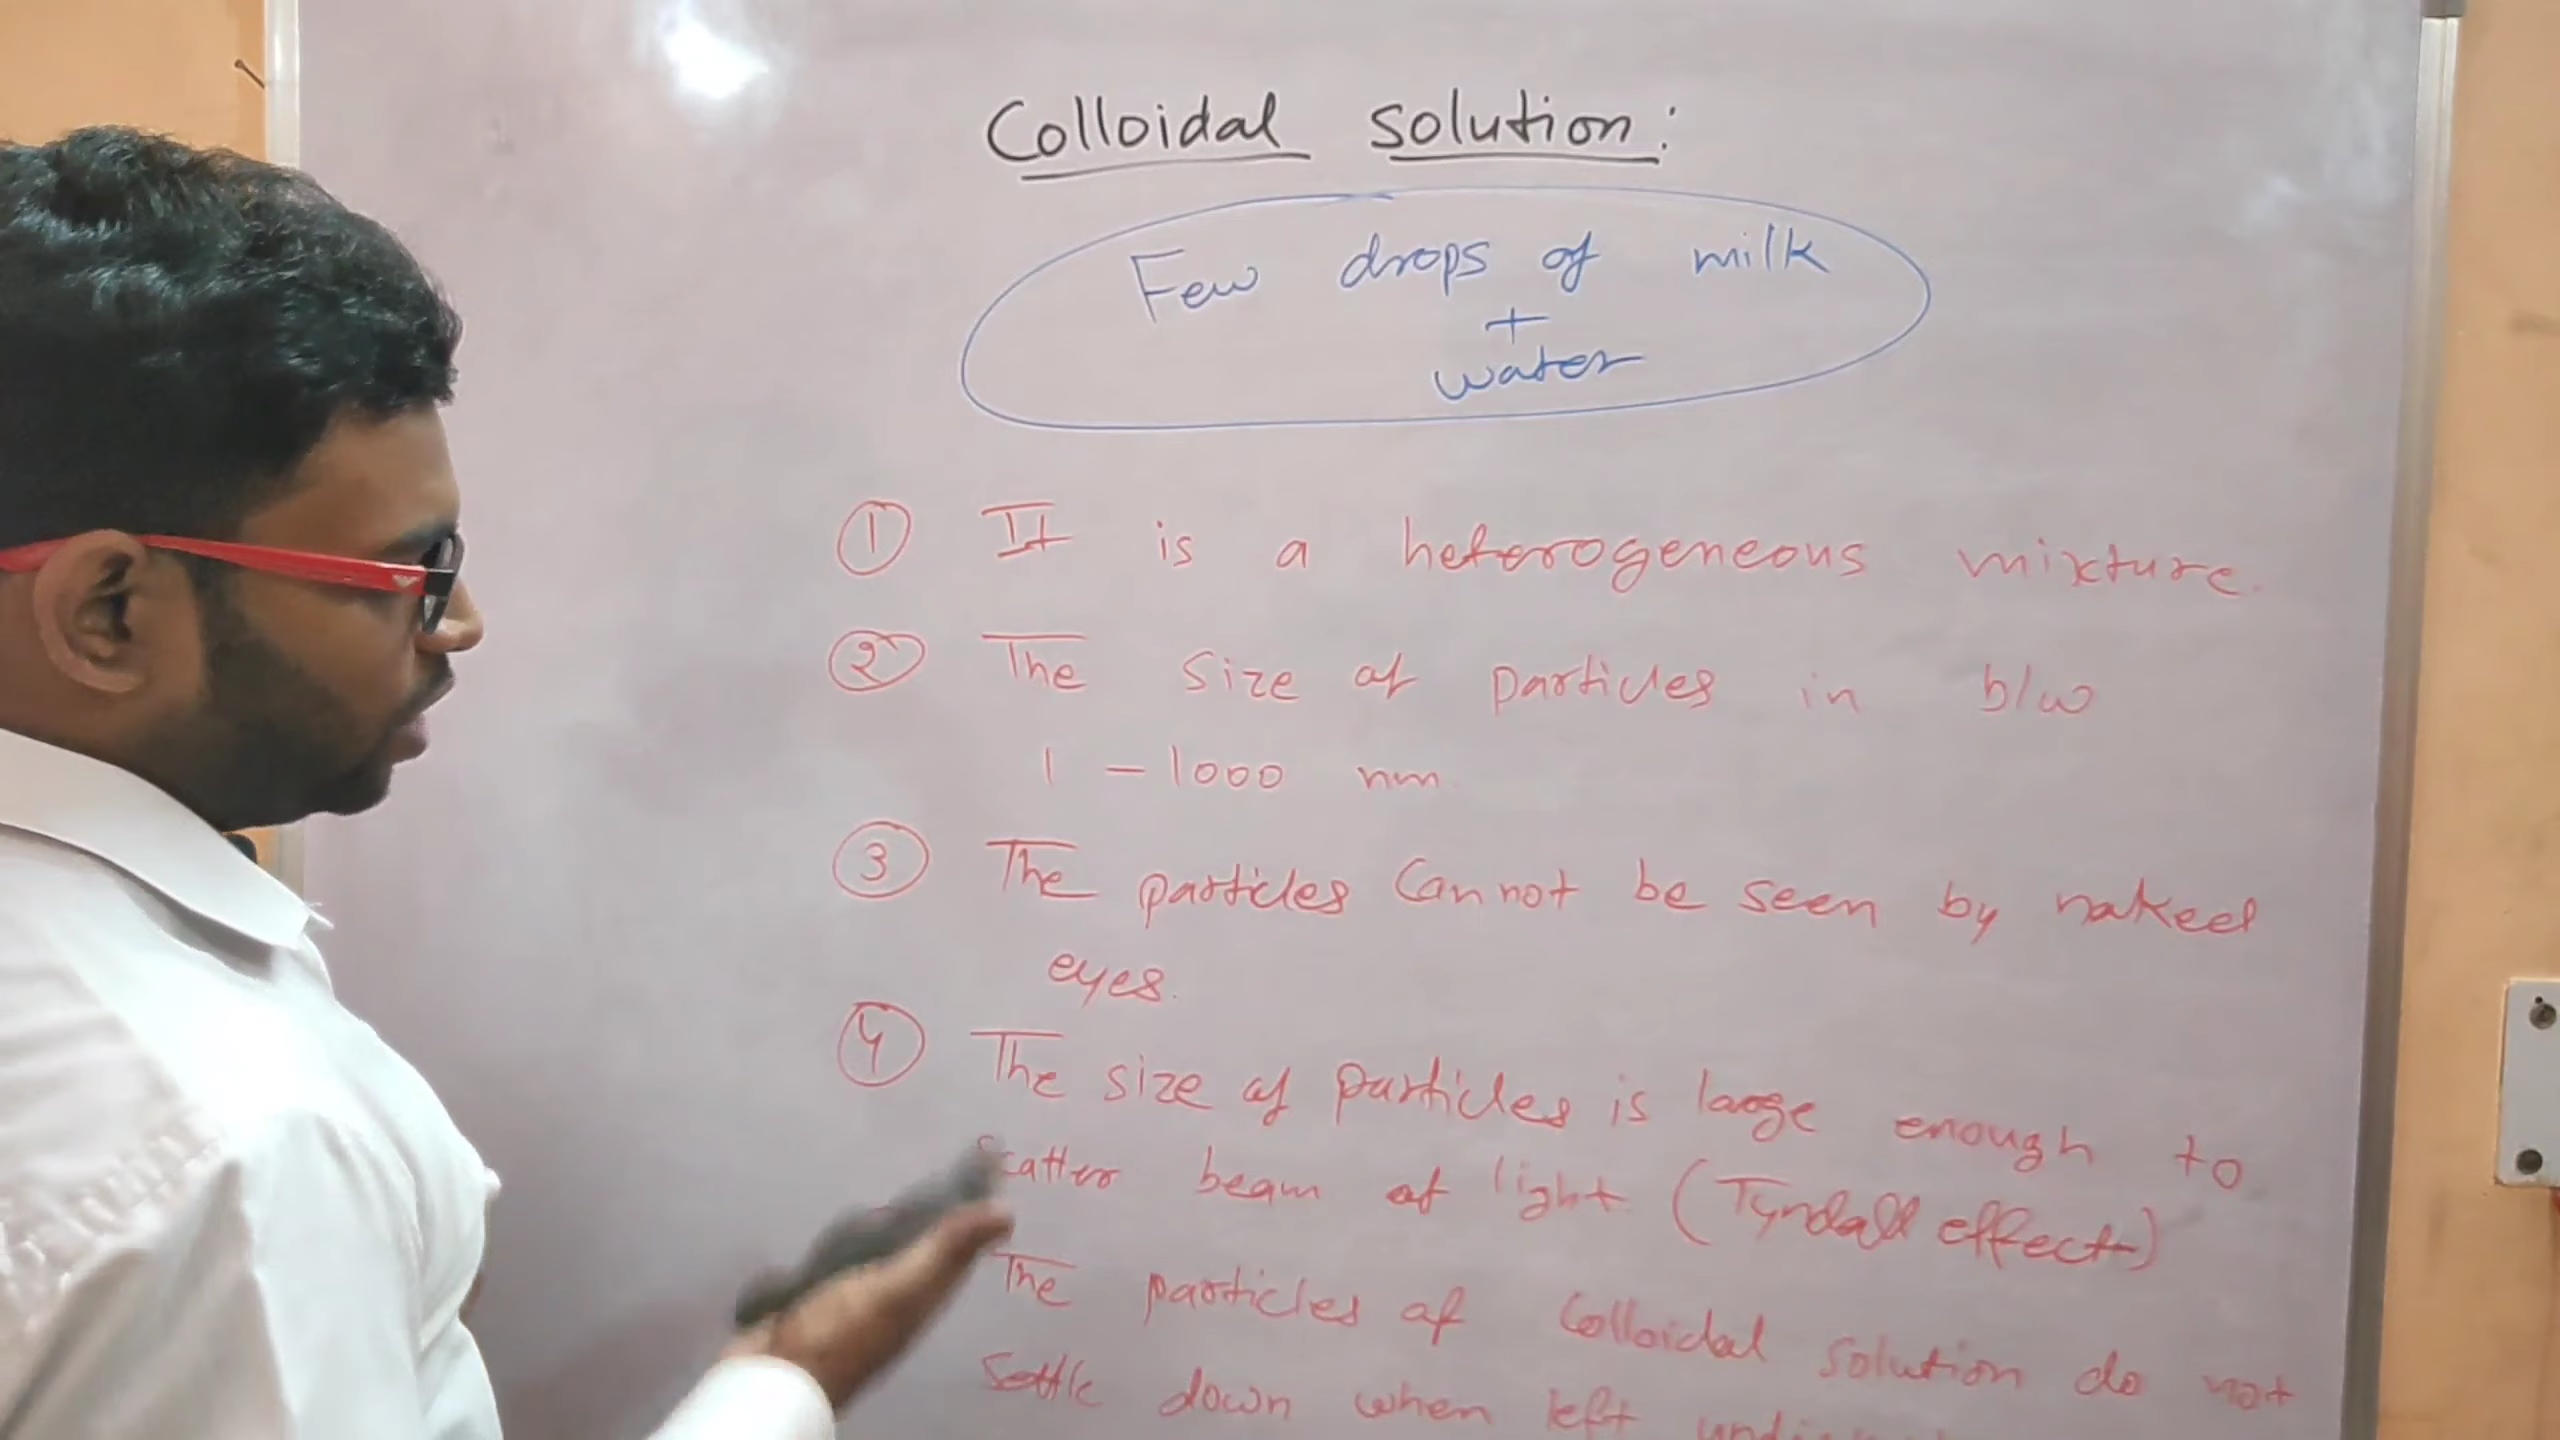 Colloidal solution:
Few drops of milk
+
water
① It is a heterogeneous mixture.
② The size of particles in b/w
1 - 1000 nm.
③ The particles cannot be seen by naked
eyes.
④ The size of particles is large enough to
scatter beam of light (Tyndall effect)
The particles of colloidal solution do not
settle down when left